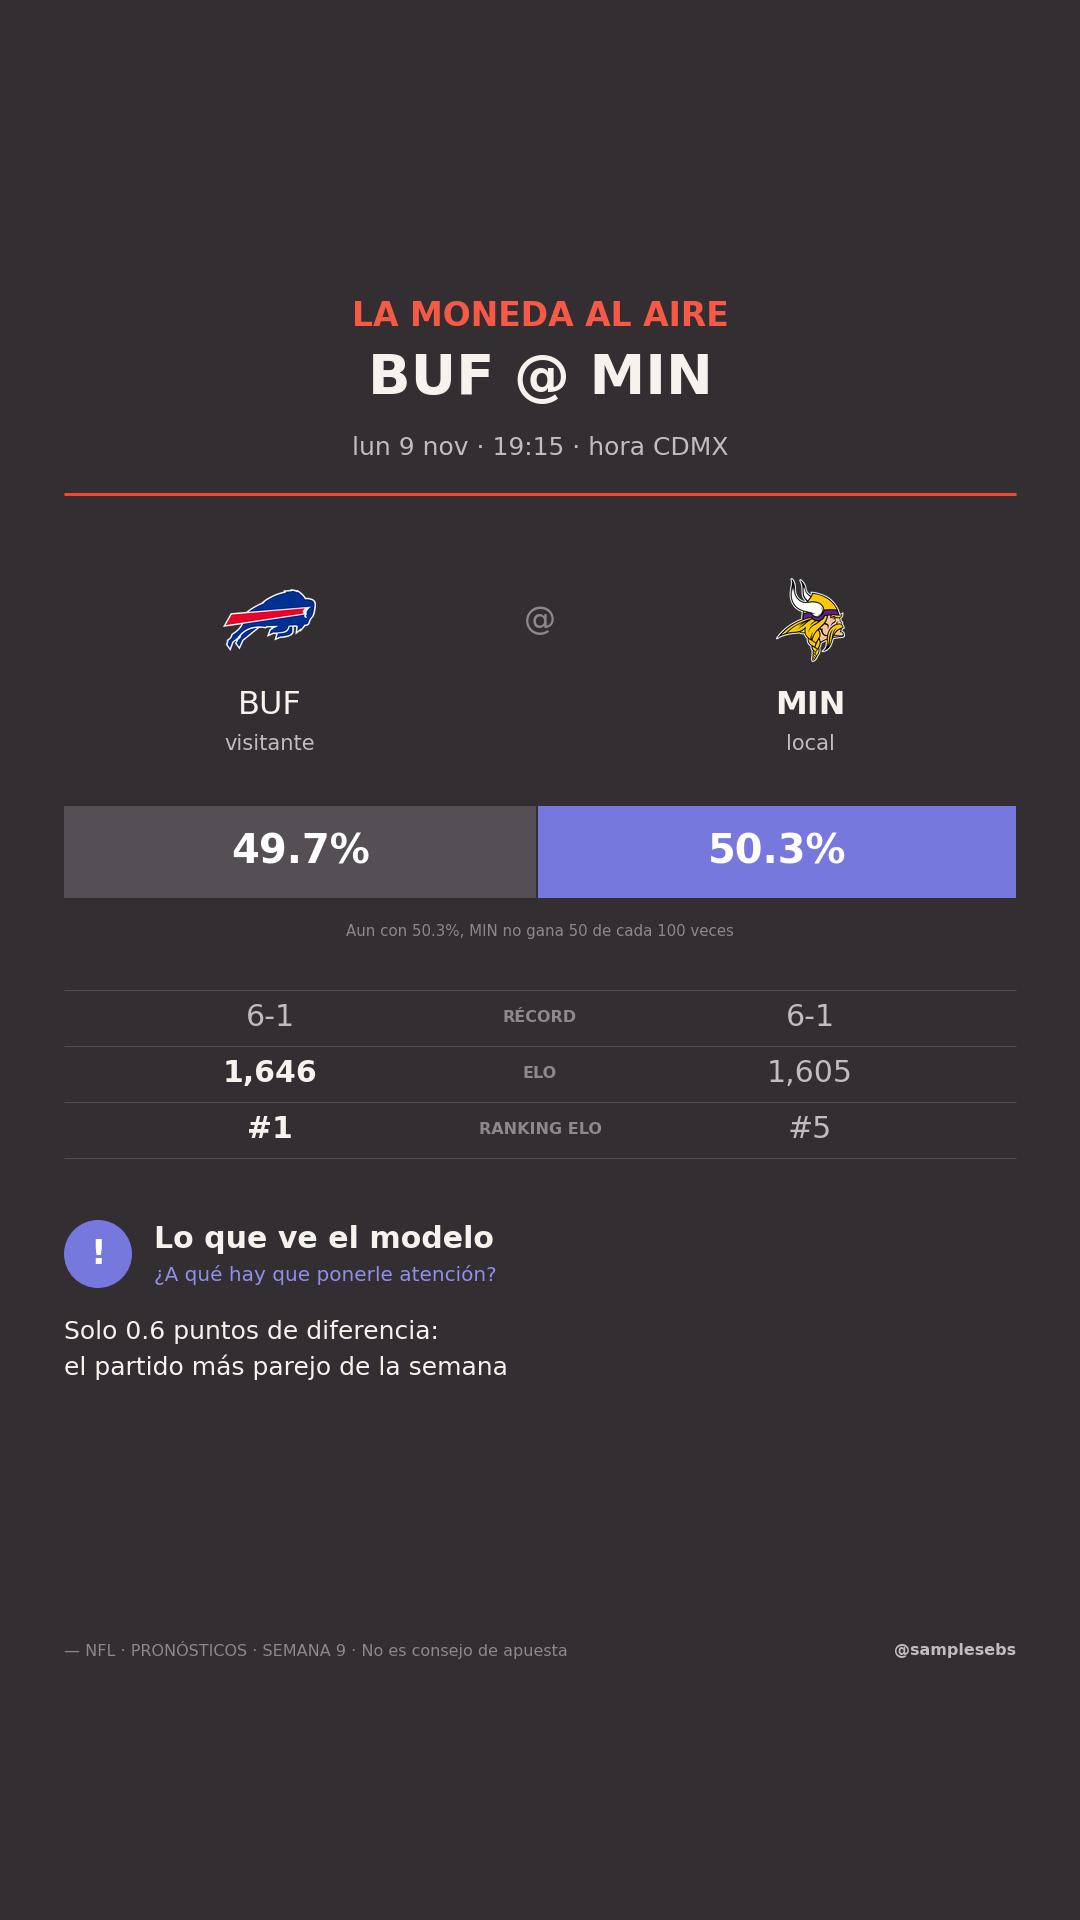 LA MONEDA AL AIRE
BUF @ MIN
lun 9 nov · 19:15 · hora CDMX
@
BUF
MIN
visitante
local
49.7%
50.3%
Aun con 50.3%, MIN no gana 50 de cada 100 veces
6-1 RÉCORD 6-1
1,646 ELO 1,605
#1 RANKING ELO #5
!
Lo que ve el modelo
¿A qué hay que ponerle atención?
Solo 0.6 puntos de diferencia:
el partido más parejo de la semana
— NFL · PRONÓSTICOS · SEMANA 9 · No es consejo de apuesta
@samplesebs